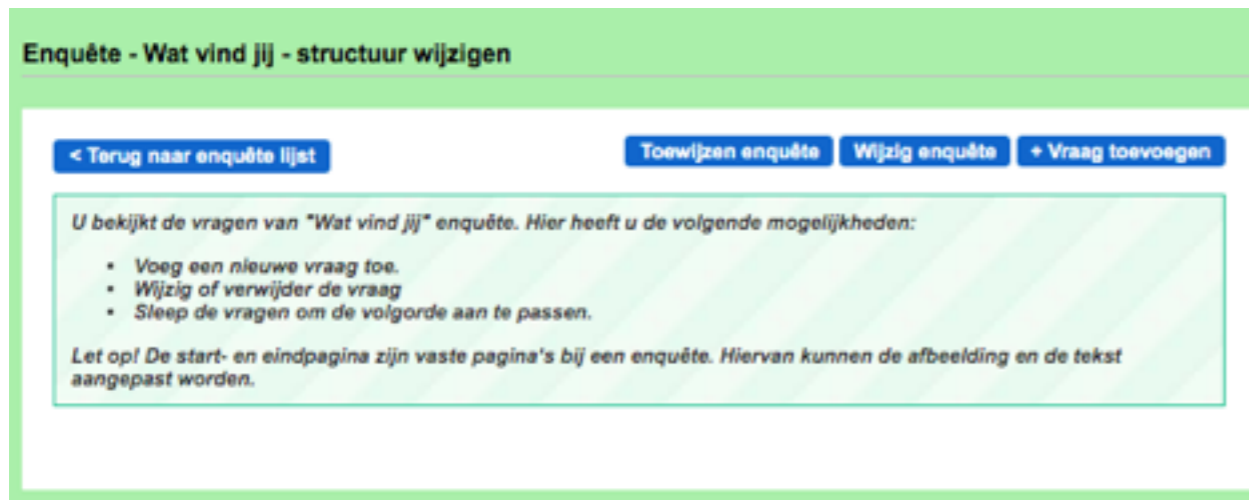 Enquête - Wat vind jij - structuur wijzigen
< Terug naar enquête lijst
Toewijzen enquête
Wijzig enquête
+ Vraag toevoegen
U bekijkt de vragen van "Wat vind jij" enquête. Hier heeft u de volgende mogelijkheden:
• Voeg een nieuwe vraag toe.
• Wijzig of verwijder de vraag
• Sleep de vragen om de volgorde aan te passen.
Let op! De start- en eindpagina zijn vaste pagina's bij een enquête. Hiervan kunnen de afbeelding en de tekst
aangepast worden.